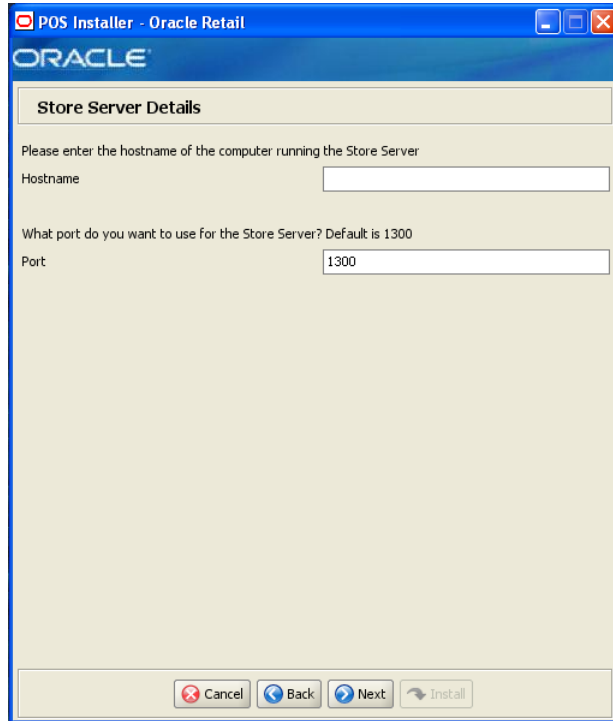 POS Installer - Oracle Retail
ORACLE
Store Server Details
Please enter the hostname of the computer running the Store Server
Hostname
What port do you want to use for the Store Server? Default is 1300
Port 1300
Cancel Back Next Install